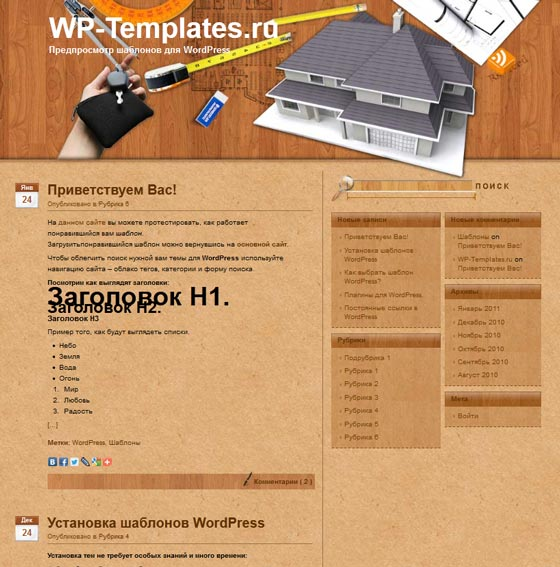 WP-Templates.ru
Предпросмотр шаблонов для WordPress
Янв
24
Приветствуем Вас!
Опубликовано в Рубрика 6
На данном сайте вы можете протестировать, как работает
понравившийся вам шаблон.
Загрузитьпонравившийся шаблон можно вернувшись на основной сайт.
Чтобы облегчить поиск нужной вам темы для WordPress используйте
навигацию сайта – облако тегов, категории и форму поиска.
Посмотрим как выглядят заголовки:
Заголовок H1.
Заголовок H2.
Заголовок H3
Пример того, как будут выглядеть списки.
Небо
Земля
Вода
Огонь
1. Мир
2. Любовь
3. Радость
[...]
Метки: WordPress, Шаблоны
Комментарии ( 2 )
Дек
24
Установка шаблонов WordPress
Опубликовано в Рубрика 4
Установка тем не требует особых знаний и много времени:
ПОИСК
Новые записи
Приветствуем Вас!
Установка шаблонов
WordPress
Как выбрать шаблон
WordPress?
Плагины для WordPress.
Постоянные ссылки в
WordPress
Рубрики
Подрубрика 1
Рубрика 1
Рубрика 2
Рубрика 3
Рубрика 4
Рубрика 5
Рубрика 6
Новые комментарии
Шаблоны on
Приветствуем Вас!
WP-Templates.ru on
Приветствуем Вас!
Архивы
Январь 2011
Декабрь 2010
Ноябрь 2010
Октябрь 2010
Сентябрь 2010
Август 2010
Мета
Войти